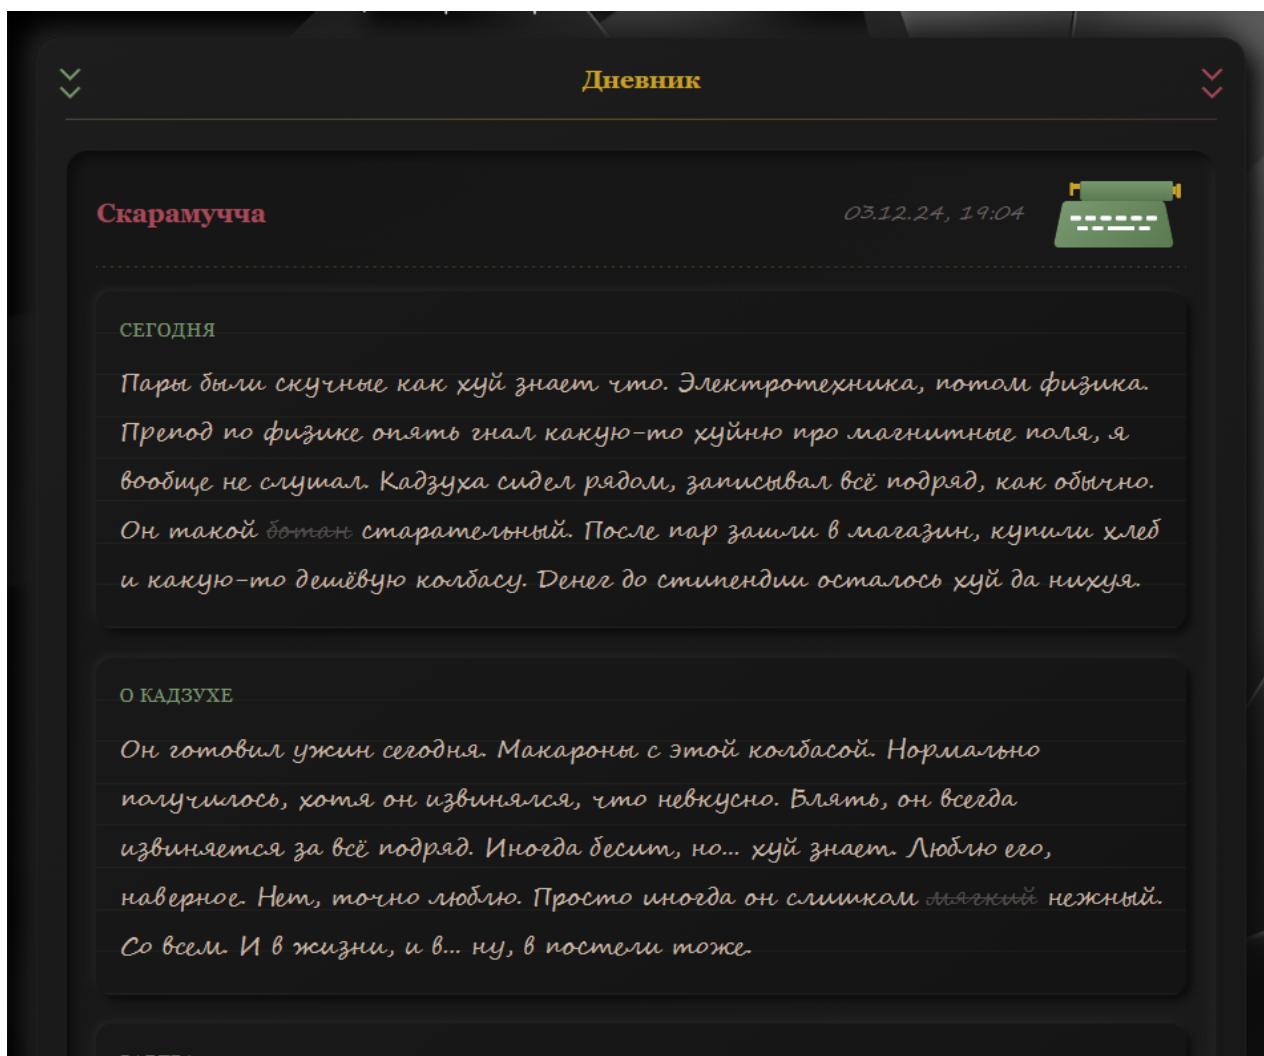 Дневник
Скарамучча
03.12.24, 19:04
СЕГОДНЯ
Пары были скучные как хуй знает что. Электротехника, потом физика.
Препод по физике опять гнал какую-то хуйню про магнитные поля, я
вообще не слушал. Кадзуха сидел рядом, записывал всё подряд, как обычно.
Он такой ботан старательный. После пар зашли в магазин, купили хлеб
и какую-то дешёвую колбасу. Денег до стипендии осталось хуй да нихуя.
О КАДЗУХЕ
Он готовил ужин сегодня. Макароны с этой колбасой. Нормально
получилось, хотя он извинялся, что невкусно. Блять, он всегда
извиняется за всё подряд. Иногда бесит, но... хуй знает. Люблю его,
наверное. Нет, точно люблю. Просто иногда он слишком мягкий нежный.
Со всем. И в жизни, и в... ну, в постели тоже.